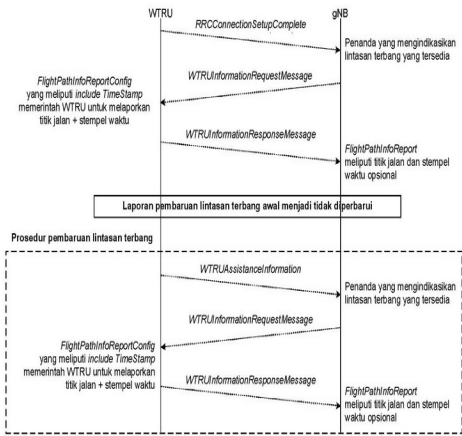 WTRU
gNB
RRCConnectionSetupComplete
Penanda yang mengindikasikan
lintasan terbang yang tersedia
WTRUInformationRequestMessage
FlightPathInfoReportConfig
yang meliputi include TimeStamp
memerintah WTRU untuk melaporkan
titik jalan + stempel waktu
WTRUInformationResponseMessage
FlightPathInfoReport
meliputi titik jalan dan stempel
waktu opsional
Laporan pembaruan lintasan terbang awal menjadi tidak diperbarui
Prosedur pembaruan lintasan terbang
WTRUAssistanceInformation
Penanda yang mengindikasikan
lintasan terbang yang tersedia
WTRUInformationRequestMessage
FlightPathInfoReportConfig
yang meliputi include TimeStamp
memerintah WTRU untuk melaporkan
titik jalan + stempel waktu
WTRUInformationResponseMessage
FlightPathInfoReport
meliputi titik jalan dan stempel
waktu opsional